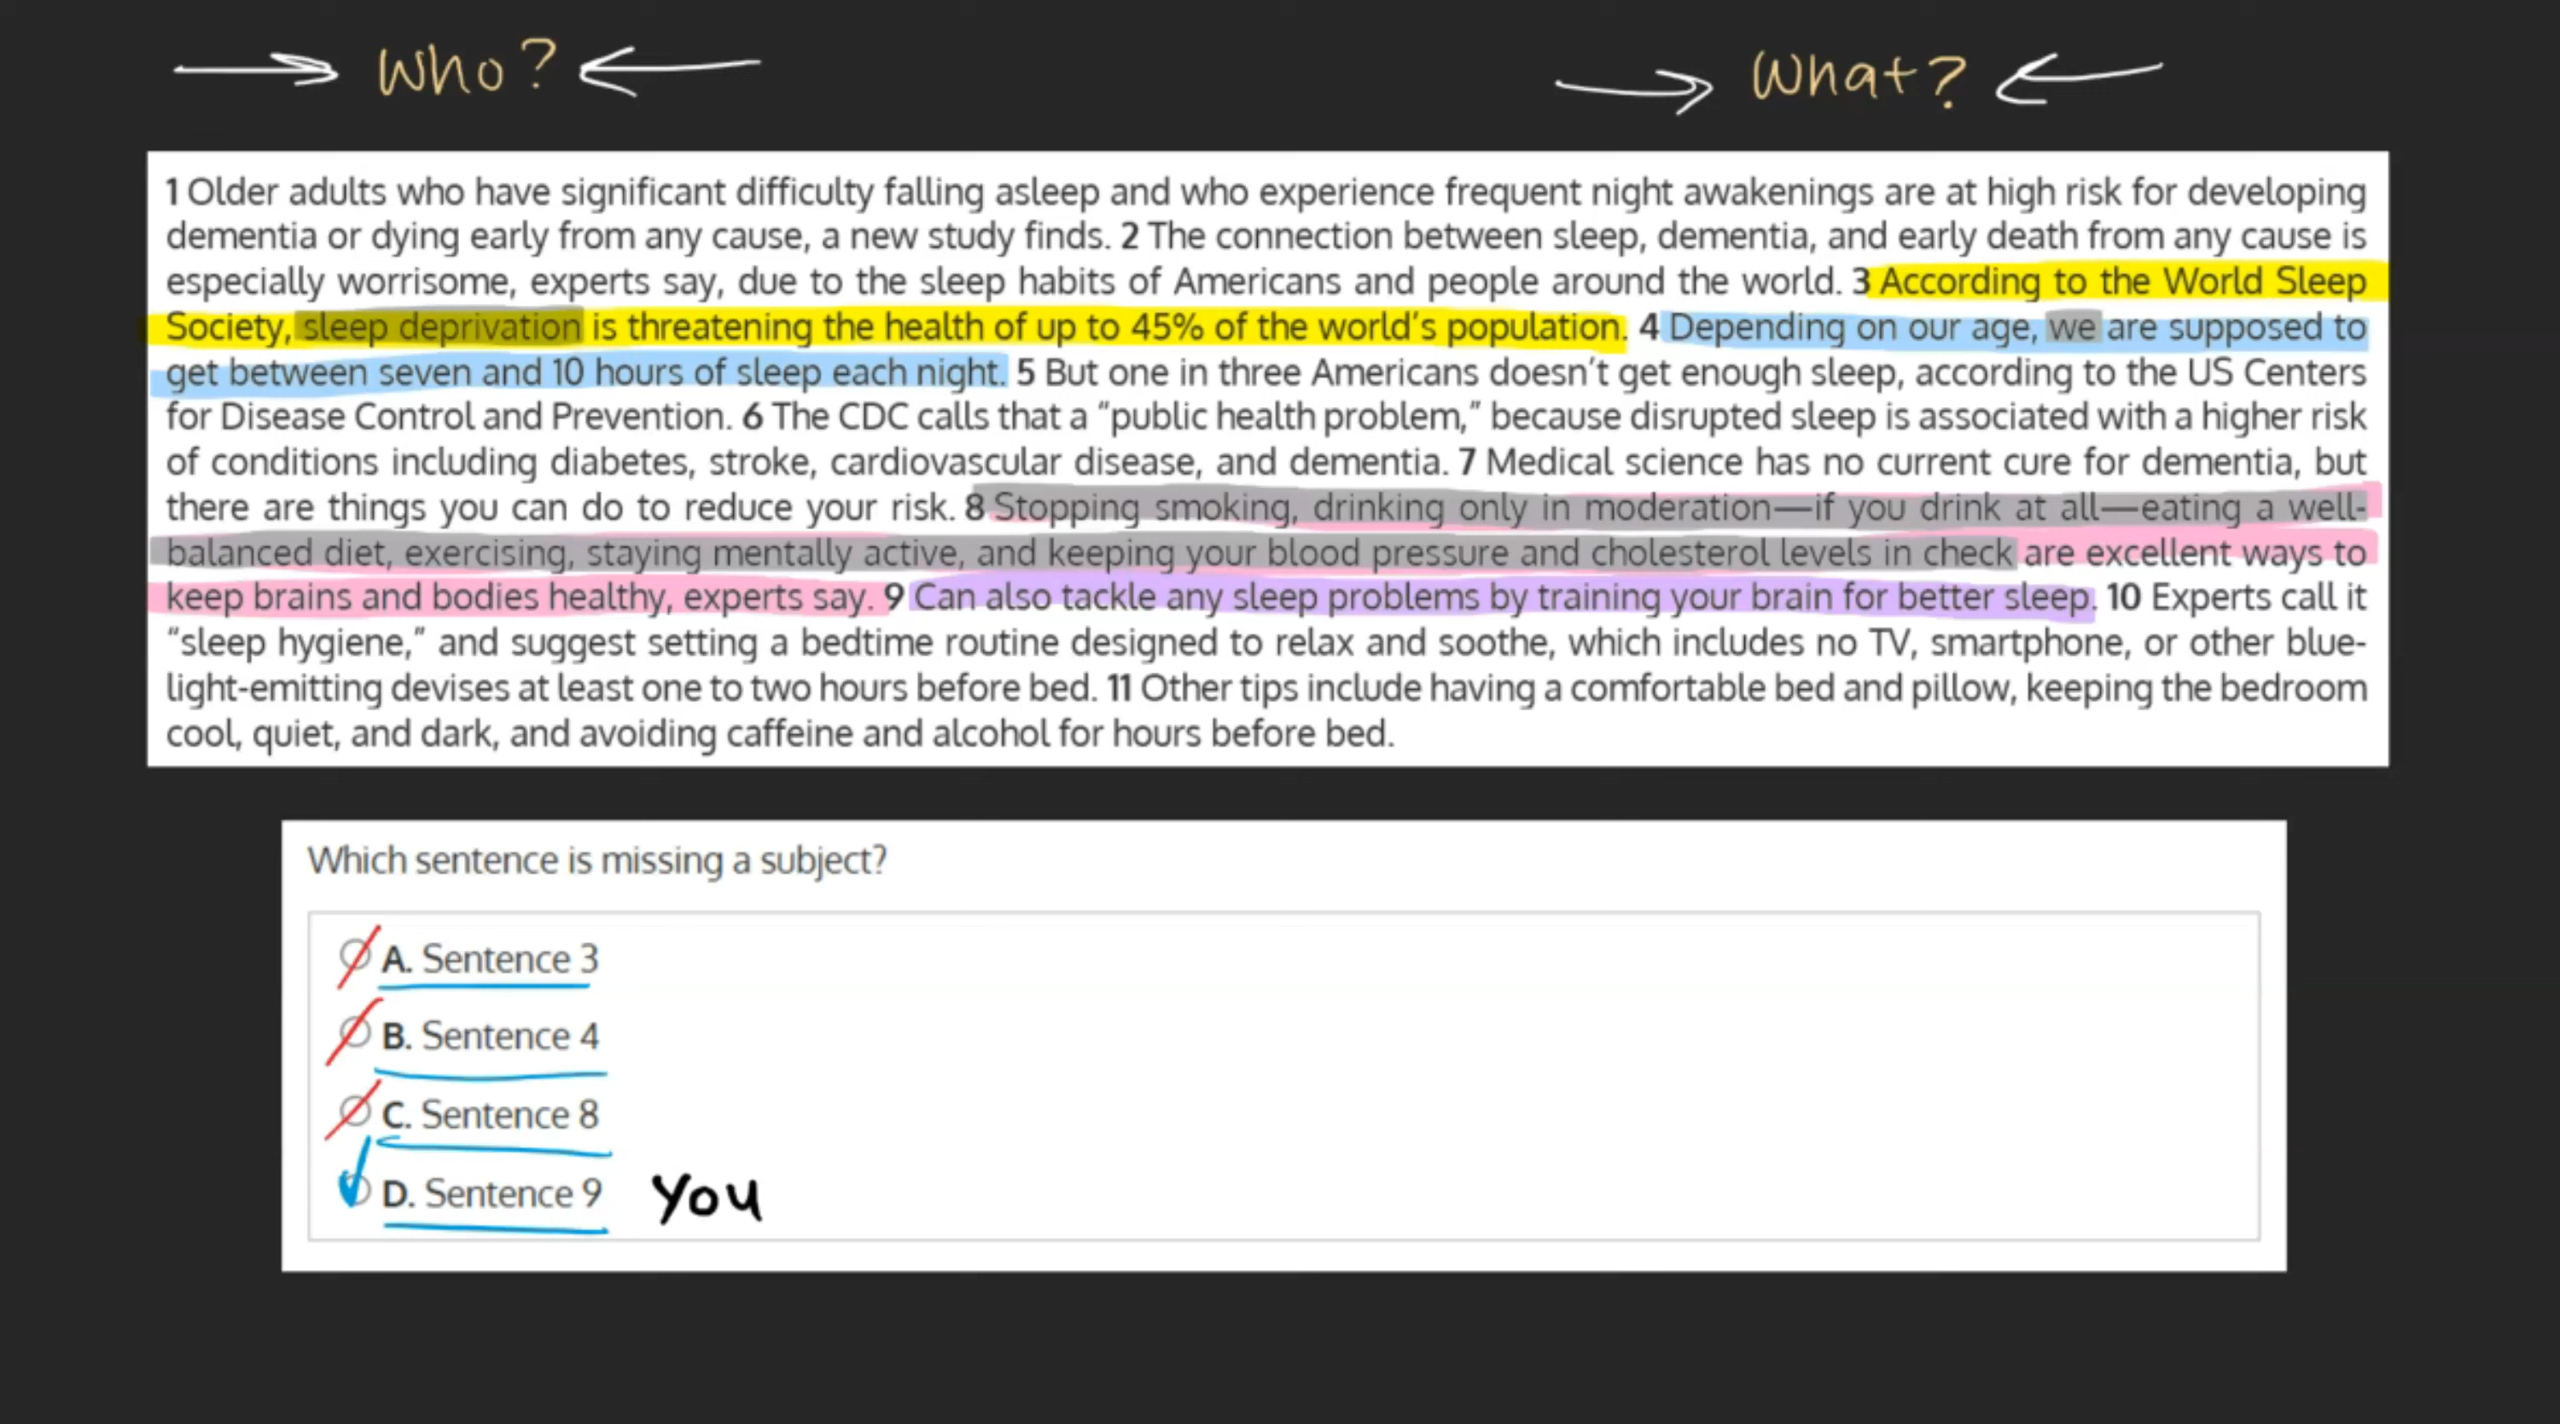 Who? What?
1 Older adults who have significant difficulty falling asleep and who experience frequent night awakenings are at high risk for developing
dementia or dying early from any cause, a new study finds. 2 The connection between sleep, dementia, and early death from any cause is
especially worrisome, experts say, due to the sleep habits of Americans and people around the world. 3 According to the World Sleep
Society, sleep deprivation is threatening the health of up to 45% of the world's population. 4 Depending on our age, we are supposed to
get between seven and 10 hours of sleep each night. 5 But one in three Americans doesn't get enough sleep, according to the US Centers
for Disease Control and Prevention. 6 The CDC calls that a “public health problem,” because disrupted sleep is associated with a higher risk
of conditions including diabetes, stroke, cardiovascular disease, and dementia. 7 Medical science has no current cure for dementia, but
there are things you can do to reduce your risk. 8 Stopping smoking, drinking only in moderation—if you drink at all—eating a well-
balanced diet, exercising, staying mentally active, and keeping your blood pressure and cholesterol levels in check are excellent ways to
keep brains and bodies healthy, experts say. 9 Can also tackle any sleep problems by training your brain for better sleep. 10 Experts call it
“sleep hygiene,” and suggest setting a bedtime routine designed to relax and soothe, which includes no TV, smartphone, or other blue-
light-emitting devises at least one to two hours before bed. 11 Other tips include having a comfortable bed and pillow, keeping the bedroom
cool, quiet, and dark, and avoiding caffeine and alcohol for hours before bed.
Which sentence is missing a subject?
A. Sentence 3
B. Sentence 4
C. Sentence 8
D. Sentence 9 you